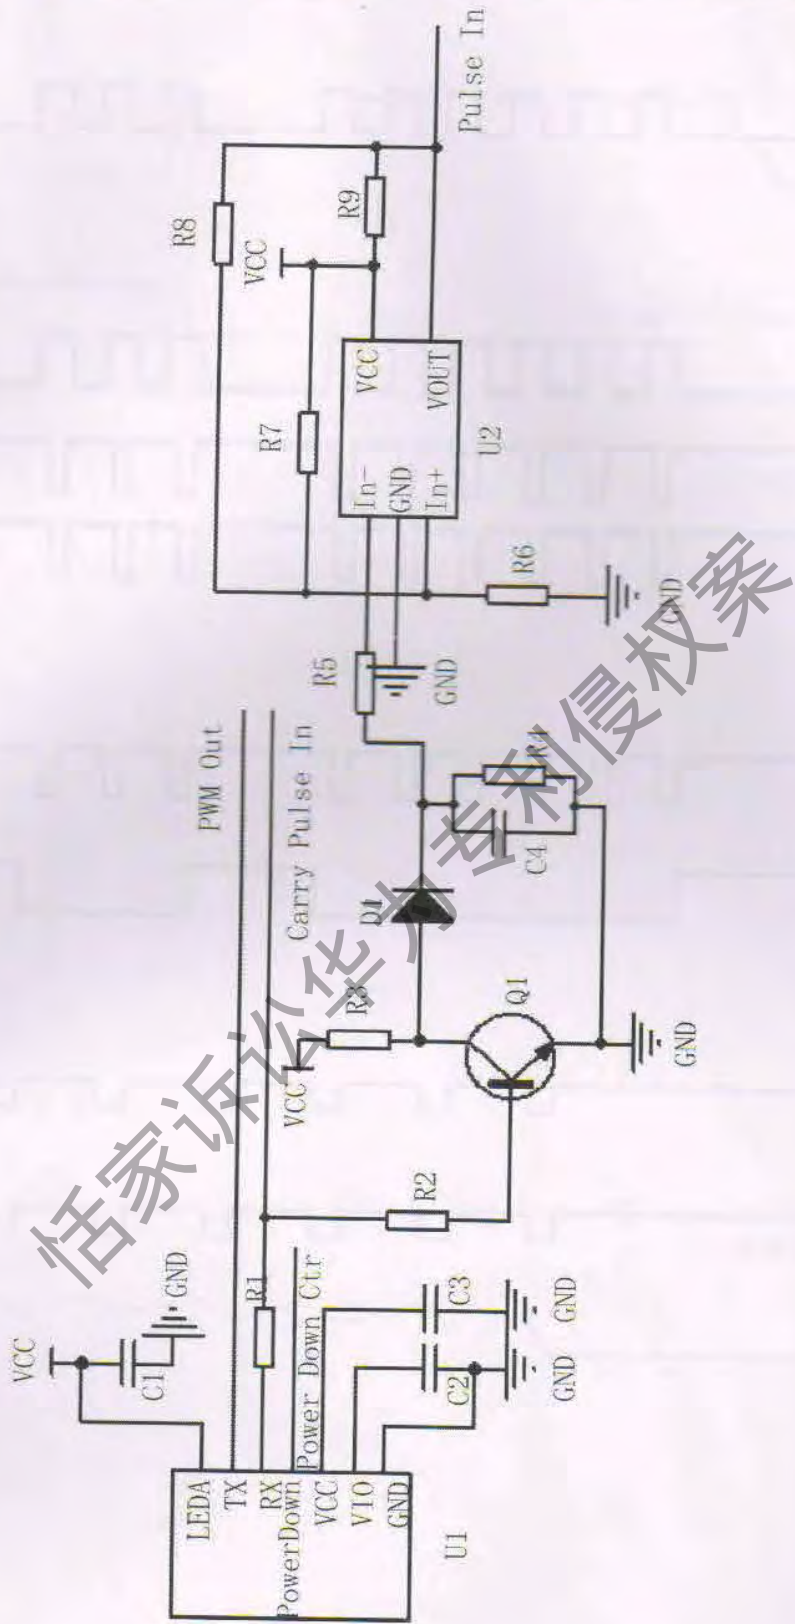 VCC
C1
GND
LEDA
TX
RX
PowerDown
VCC
VIO
GND
U1
PWM Out
R1
Carry Pulse In
Power Down Ctr
C2
C3
GND
GND
R2
VCC
R3
Q1
GND
D1
C4
R4
R5
GND
In-
GND
In+
VCC
VOUT
U2
R6
GND
R7
R8
VCC
R9
Pulse In
恬家诉讼华为专利侵权案